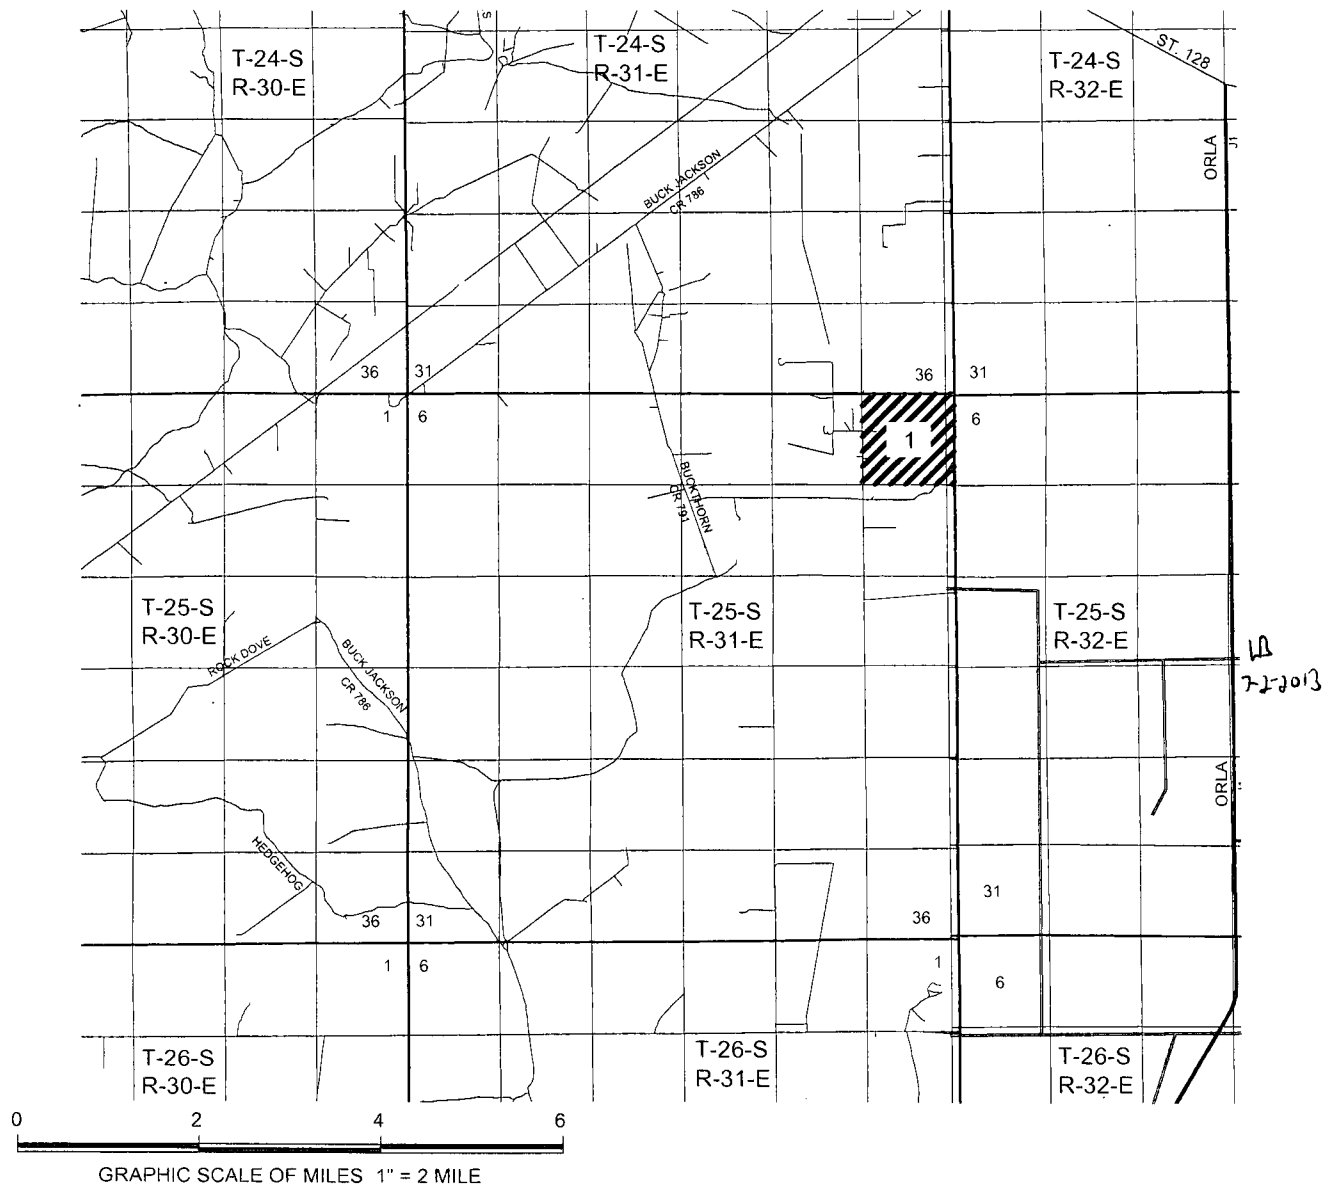 S
T-24-S
R-30-E
T-24-S
R-31-E
T-24-S
R-32-E
ST. 128
ORLA
J1
BUCK JACKSON
CR 786
36
31
1
6
36
31
1
6
BUCKTHORN
CR 791
T-25-S
R-30-E
T-25-S
R-31-E
T-25-S
R-32-E
ROCK DOVE
BUCK JACKSON
CR 786
ORLA
HEDGEHOG
36
31
1
6
36
31
1
6
T-26-S
R-30-E
T-26-S
R-31-E
T-26-S
R-32-E
0 2 4 6
GRAPHIC SCALE OF MILES 1" = 2 MILE